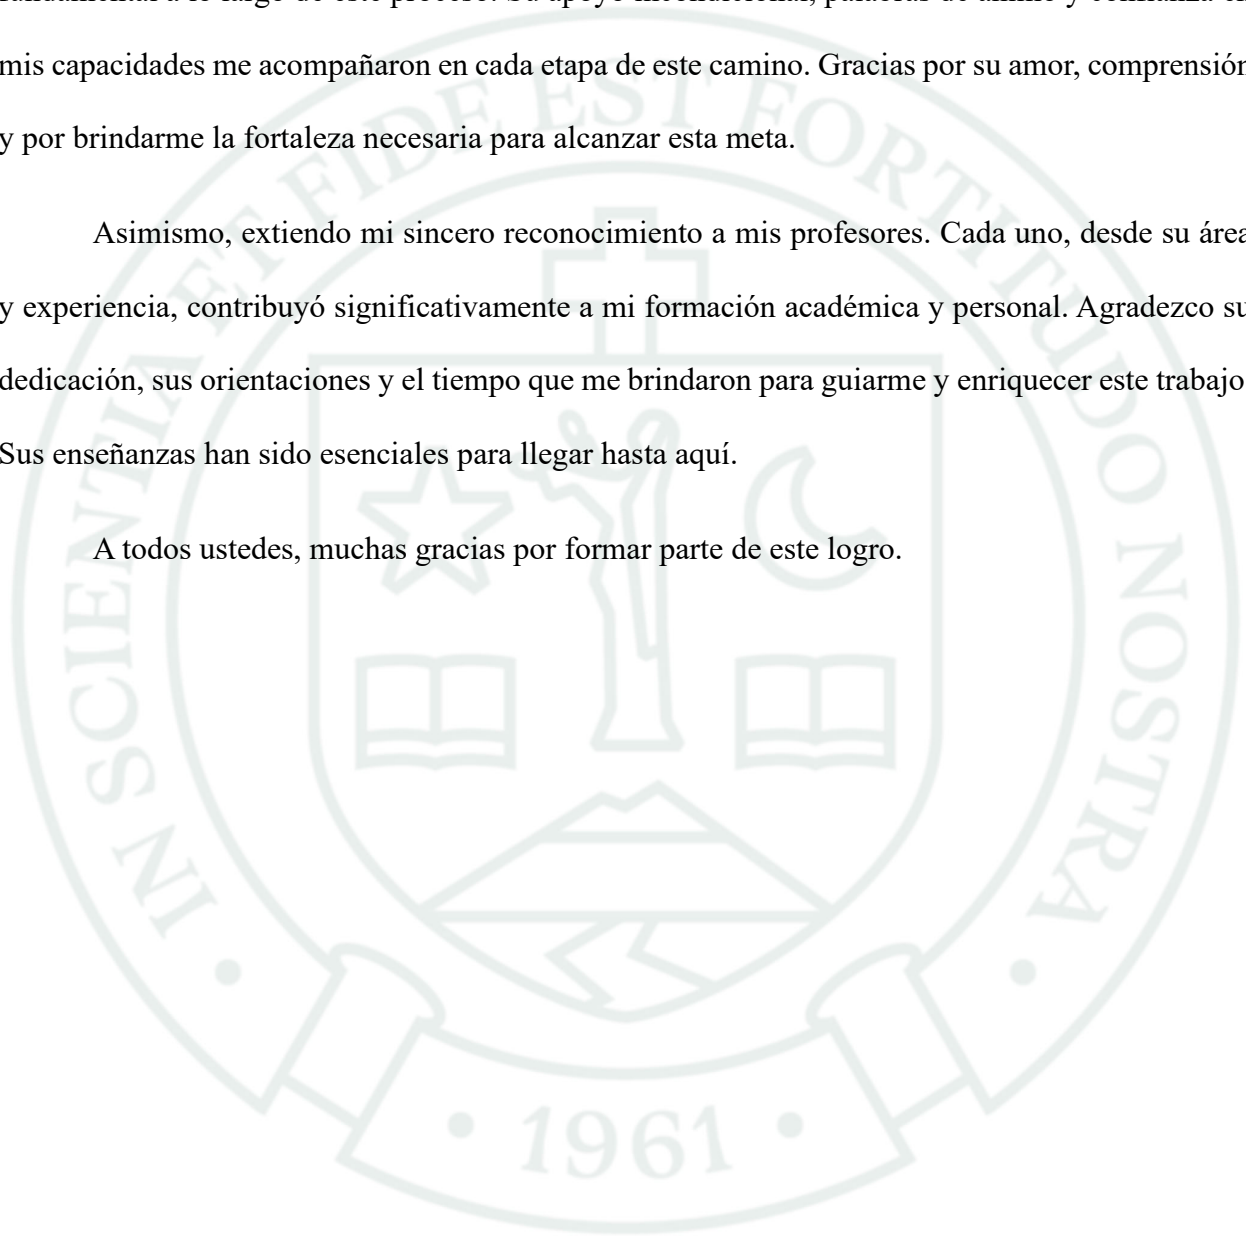 mis capacidades me acompañaron en cada etapa de este camino. Gracias por su amor, comprensión
y por brindarme la fortaleza necesaria para alcanzar esta meta.
Asimismo, extiendo mi sincero reconocimiento a mis profesores. Cada uno, desde su área
y experiencia, contribuyó significativamente a mi formación académica y personal. Agradezco su
dedicación, sus orientaciones y el tiempo que me brindaron para guiarme y enriquecer este trabajo
Sus enseñanzas han sido esenciales para llegar hasta aquí.
A todos ustedes, muchas gracias por formar parte de este logro.
IN SCIENTIA ET FIDE EST FORTITUDO NOSTRA
• 1961 •